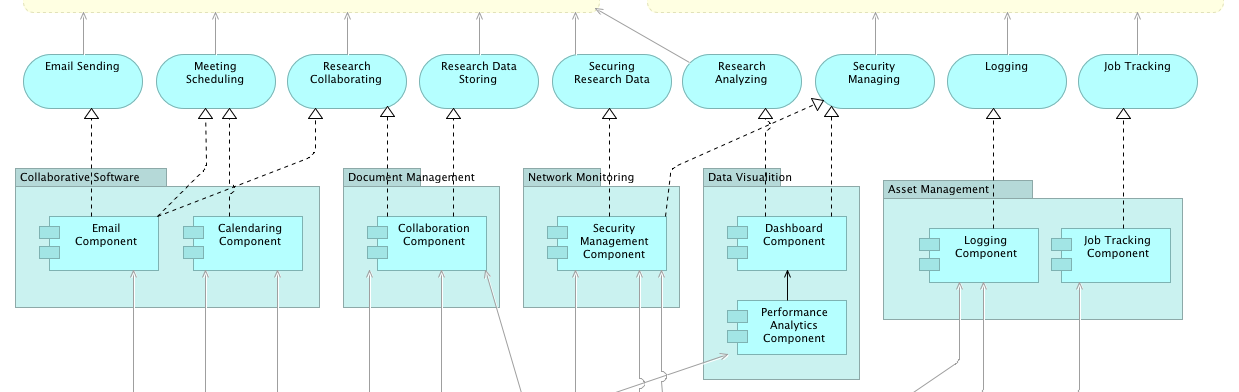 Email Sending
Meeting
Scheduling
Research
Collaborating
Research Data
Storing
Securing
Research Data
Research
Analyzing
Security
Managing
Logging
Job Tracking
Collaborative Software
Document Management
Network Monitoring
Data Visualition
Asset Management
Email
Component
Calendaring
Component
Collaboration
Component
Security
Management
Component
Dashboard
Component
Logging
Component
Job Tracking
Component
Performance
Analytics
Component